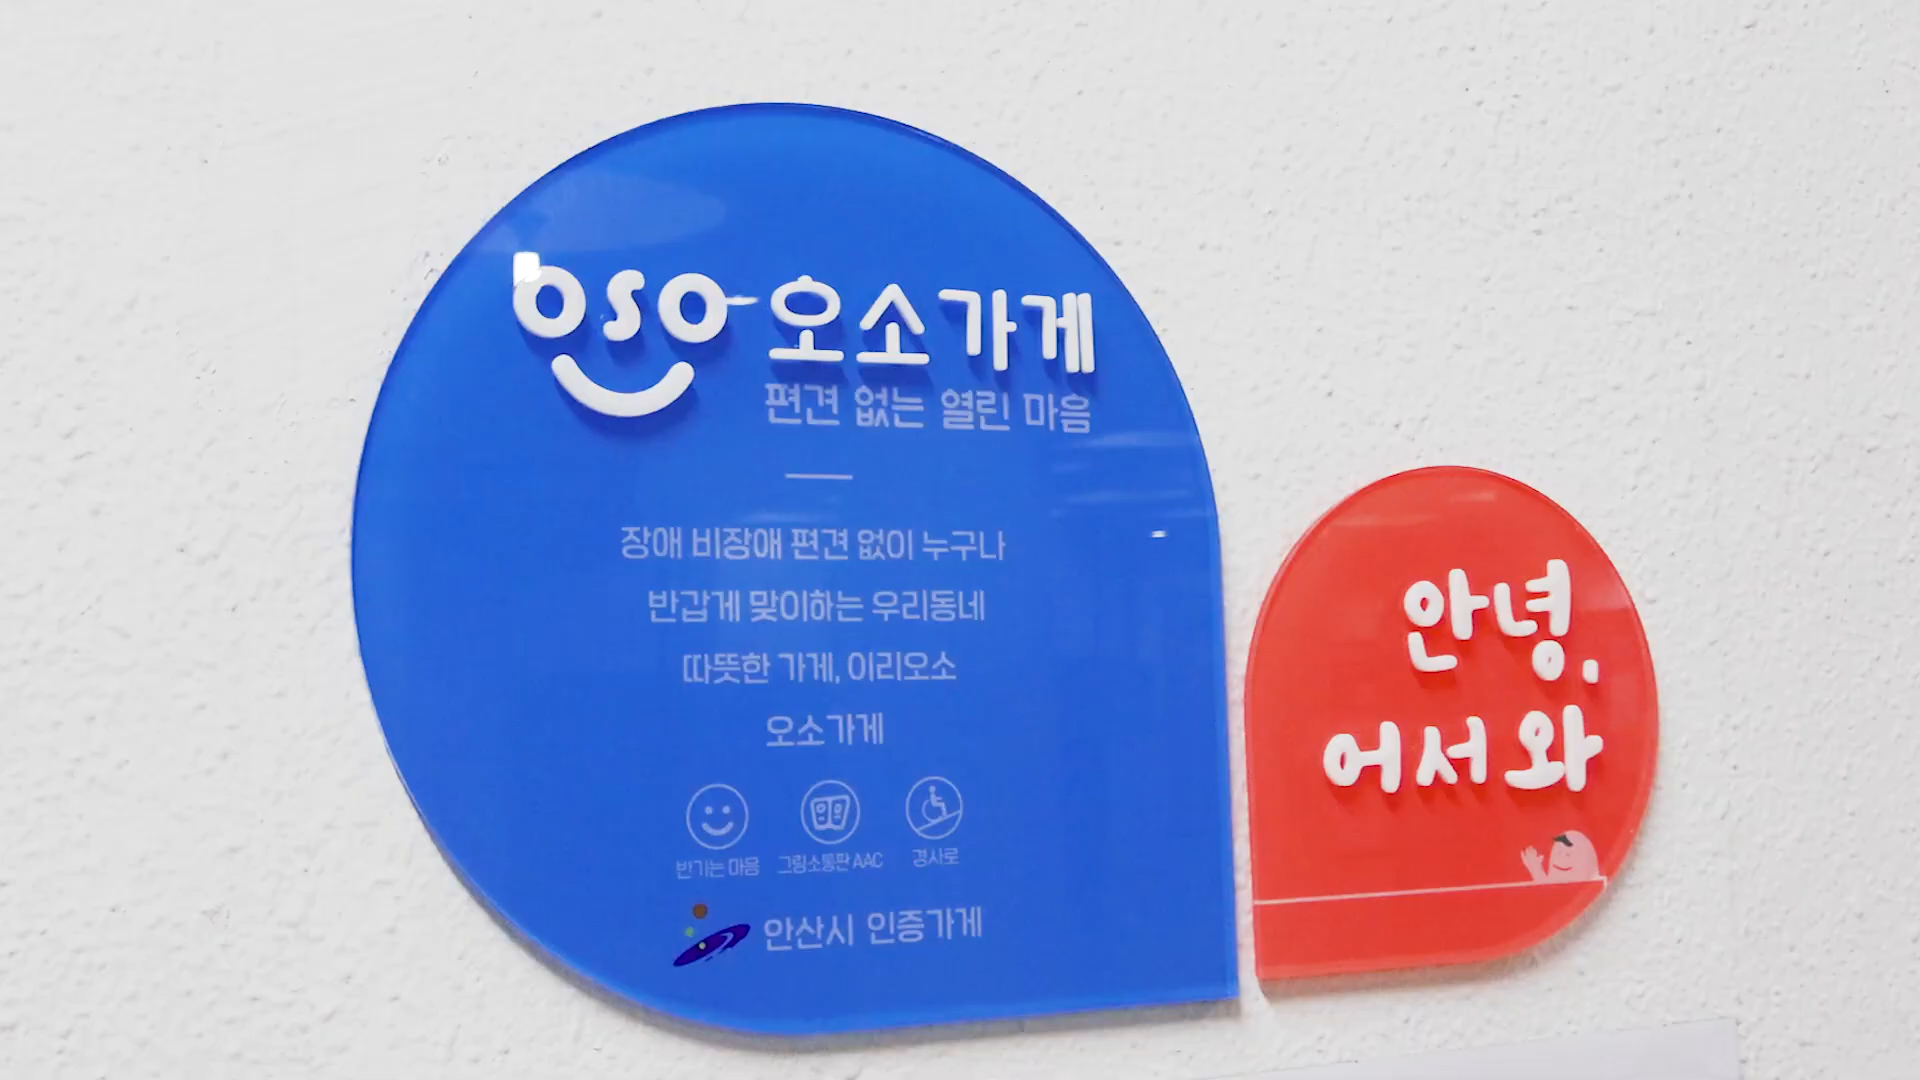 oso 오소가게
편견 없는 열린 마음
장애 비장애 편견 없이 누구나
반갑게 맞이하는 우리동네
따뜻한 가게, 이리오소
오소가게
반기는 마음 그림소통판 AAC 경사로
안산시 인증가게
안녕,
어서와